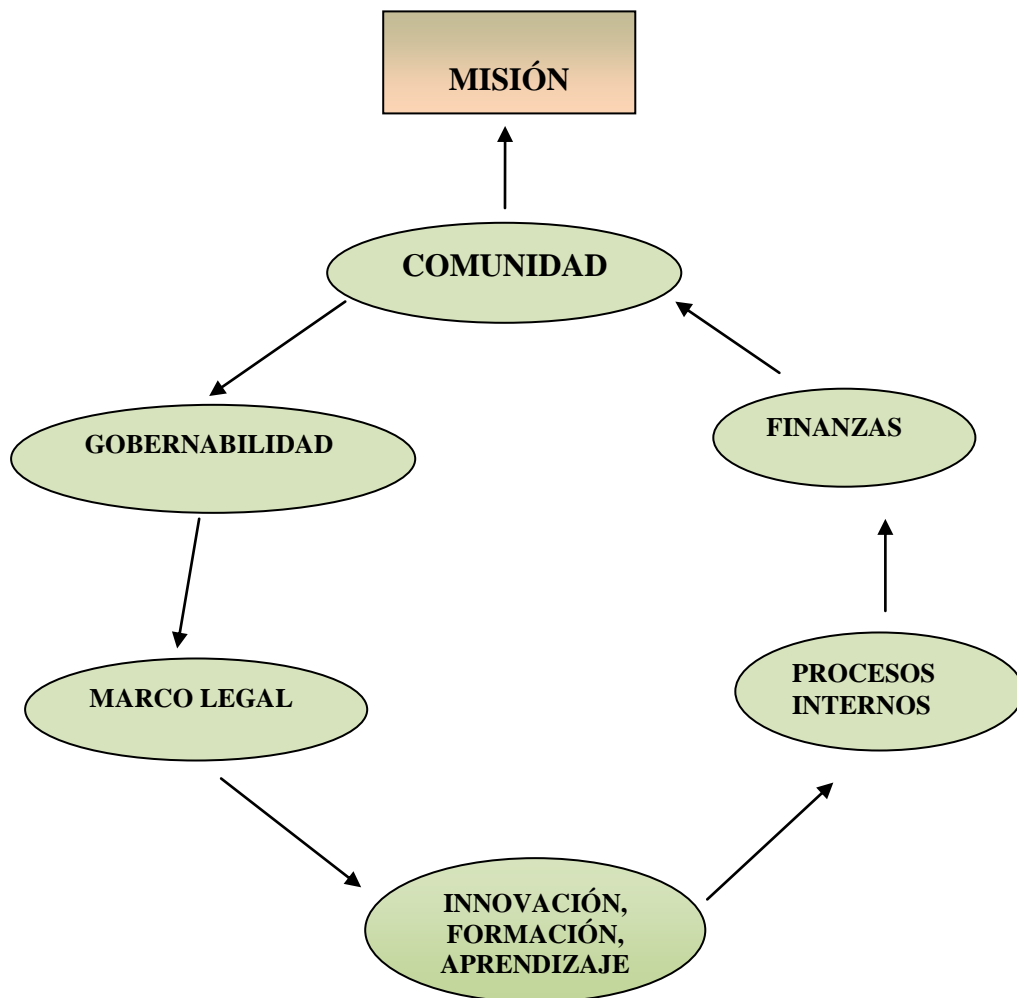 MISIÓN
COMUNIDAD
GOBERNABILIDAD
FINANZAS
MARCO LEGAL
PROCESOS
INTERNOS
INNOVACIÓN,
FORMACIÓN,
APRENDIZAJE